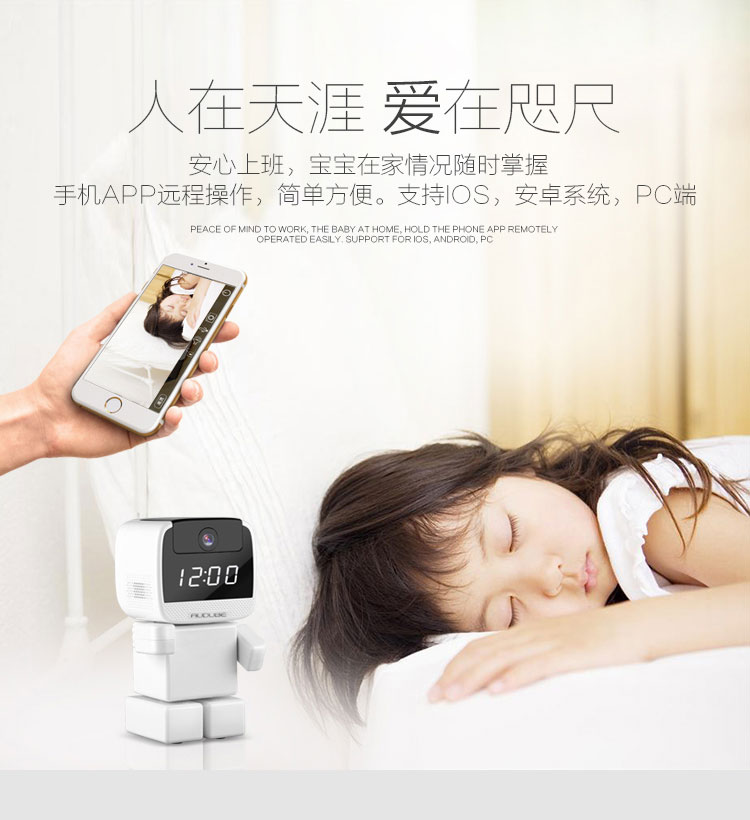 人在天涯 爱在咫尺
安心上班，宝宝在家情况随时掌握
手机APP远程操作，简单方便。支持IOS，安卓系统，PC端
PEACE OF MIND TO WORK, THE BABY AT HOME, HOLD THE PHONE APP REMOTELY
OPERATED EASILY. SUPPORT FOR IOS, ANDROID, PC
12:00